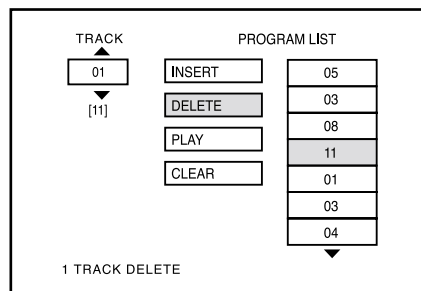 TRACK
01
[11]
INSERT
DELETE
PLAY
CLEAR
PROGRAM LIST
05
03
08
11
01
03
04
1 TRACK DELETE